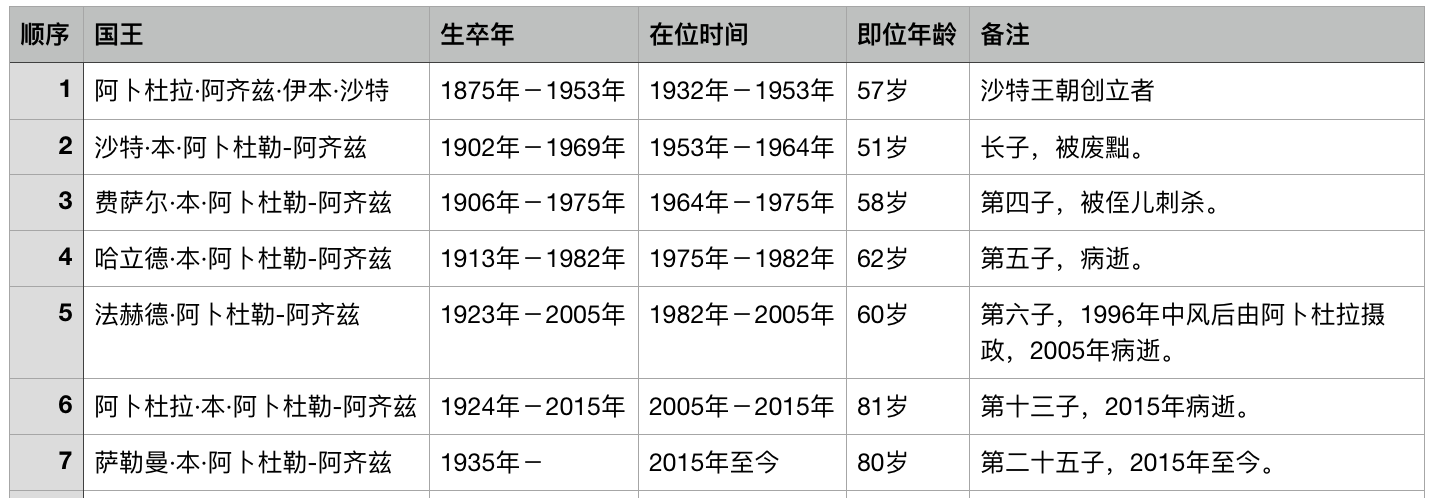 顺序 国王 生卒年 在位时间 即位年龄 备注
1 阿卜杜拉·阿齐兹·伊本·沙特 1875年－1953年 1932年－1953年 57岁 沙特王朝创立者
2 沙特·本·阿卜杜勒-阿齐兹 1902年－1969年 1953年－1964年 51岁 长子，被废黜。
3 费萨尔·本·阿卜杜勒-阿齐兹 1906年－1975年 1964年－1975年 58岁 第四子，被侄儿刺杀。
4 哈立德·本·阿卜杜勒-阿齐兹 1913年－1982年 1975年－1982年 62岁 第五子，病逝。
5 法赫德·阿卜杜勒-阿齐兹 1923年－2005年 1982年－2005年 60岁 第六子，1996年中风后由阿卜杜拉摄
政，2005年病逝。
6 阿卜杜拉·本·阿卜杜勒-阿齐兹 1924年－2015年 2005年－2015年 81岁 第十三子，2015年病逝。
7 萨勒曼·本·阿卜杜勒-阿齐兹 1935年－ 2015年至今 80岁 第二十五子，2015年至今。